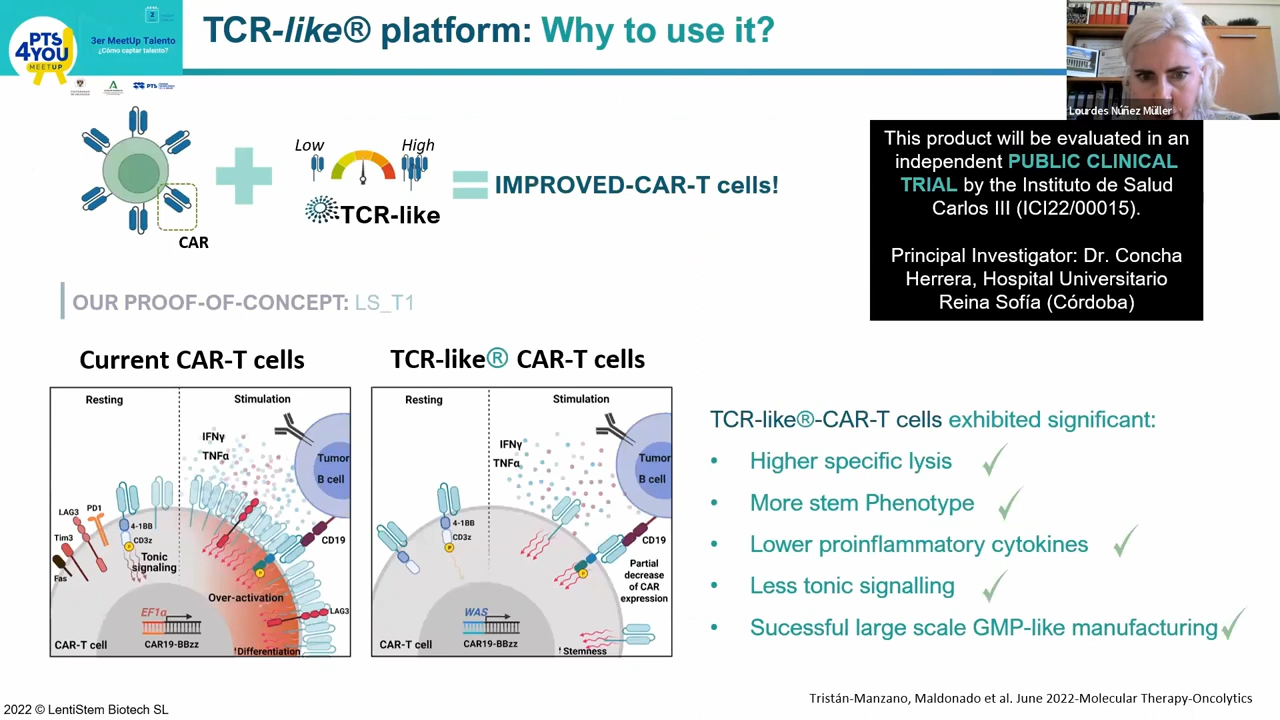 TCR-like® platform: Why to use it?
PTS
4YOU
MEETUP
3er MeetUp Talento
¿Cómo captar talento?
PTS
Lourdes Núñez Müller
This product will be evaluated in an
independent PUBLIC CLINICAL
TRIAL by the Instituto de Salud
Carlos III (ICI22/00015).
Principal Investigator: Dr. Concha
Herrera, Hospital Universitario
Reina Sofía (Córdoba)
CAR
Low
High
TCR-like
IMPROVED-CAR-T cells!
OUR PROOF-OF-CONCEPT: LS_T1
Current CAR-T cells
Resting
Stimulation
IFNγ
TNFα
Tumor
B cell
LAG3
PD1
Tim3
Fas
4-1BB
CD3z
P
Tonic
signaling
CD19
P
Over-activation
LAG3
EF1α
CAR-T cell
CAR19-BBzz
↑Differentiation
TCR-like® CAR-T cells
Resting
Stimulation
IFNγ
TNFα
Tumor
B cell
4-1BB
CD3z
P
CD19
P
Partial
decrease
of CAR
expression
WAS
CAR-T cell
CAR19-BBzz
↑Stemness
TCR-like®-CAR-T cells exhibited significant:
• Higher specific lysis ✓
• More stem Phenotype ✓
• Lower proinflammatory cytokines ✓
• Less tonic signalling ✓
• Sucessful large scale GMP-like manufacturing ✓
Tristán-Manzano, Maldonado et al. June 2022-Molecular Therapy-Oncolytics
2022 © LentiStem Biotech SL